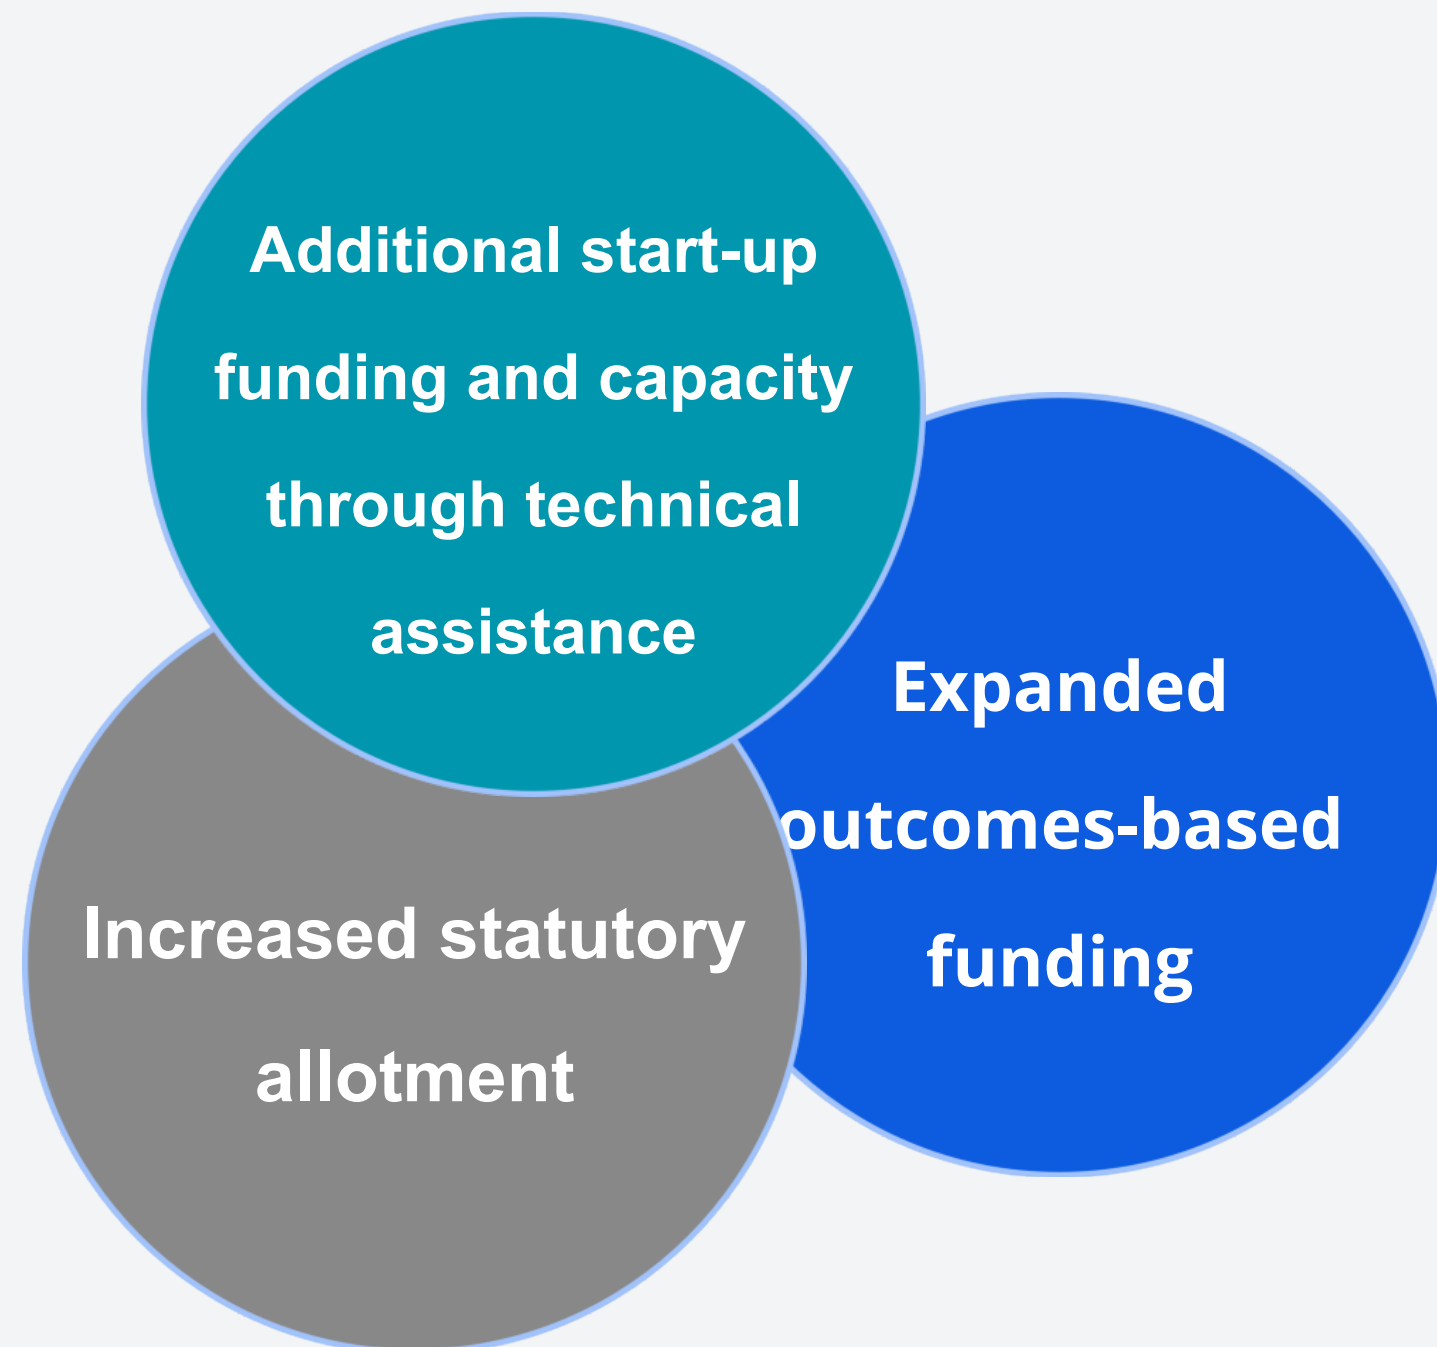 Additional start-up
funding and capacity
through technical
assistance
Expanded
outcomes-based
funding
Increased statutory
allotment